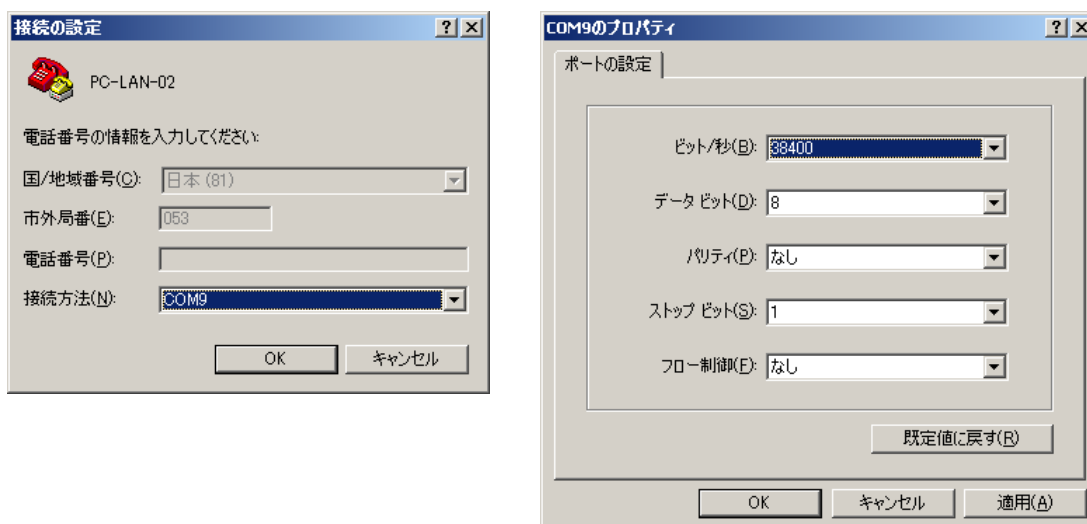 接続の設定
PC-LAN-02
電話番号の情報を入力してください:
国/地域番号(C): 日本 (81)
市外局番(E): 053
電話番号(P):
接続方法(N): COM9
OK キャンセル
COM9のプロパティ
ポートの設定
ビット/秒(B): 38400
データ ビット(D): 8
パリティ(P): なし
ストップ ビット(S): 1
フロー制御(F): なし
既定値に戻す(R)
OK キャンセル 適用(A)